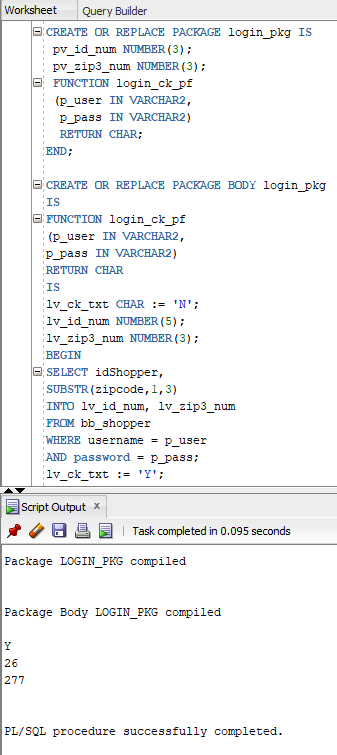 Worksheet Query Builder
CREATE OR REPLACE PACKAGE login_pkg IS
pv_id_num NUMBER(3);
pv_zip3_num NUMBER(3);
FUNCTION login_ck_pf
(p_user IN VARCHAR2,
p_pass IN VARCHAR2)
RETURN CHAR;
END;
CREATE OR REPLACE PACKAGE BODY login_pkg
IS
FUNCTION login_ck_pf
(p_user IN VARCHAR2,
p_pass IN VARCHAR2)
RETURN CHAR
IS
lv_ck_txt CHAR := 'N';
lv_id_num NUMBER(5);
lv_zip3_num NUMBER(3);
BEGIN
SELECT idShopper,
SUBSTR(zipcode,1,3)
INTO lv_id_num, lv_zip3_num
FROM bb_shopper
WHERE username = p_user
AND password = p_pass;
lv_ck_txt := 'Y';
Script Output x
Task completed in 0.095 seconds
Package LOGIN_PKG compiled
Package Body LOGIN_PKG compiled
Y
26
277
PL/SQL procedure successfully completed.